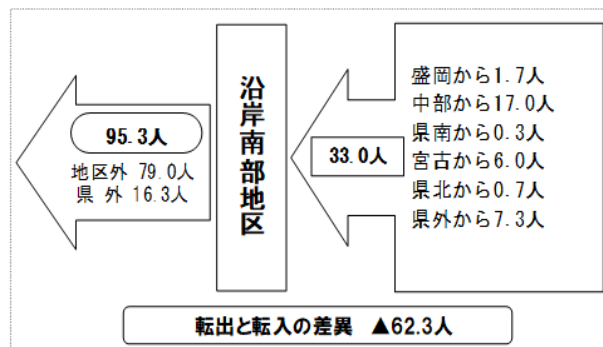 95.3人
地区外 79.0人
県 外 16.3人
沿岸南部地区
33.0人
盛岡から1.7人
中部から17.0人
県南から0.3人
宮古から6.0人
県北から0.7人
県外から7.3人
転出と転入の差異 ▲62.3人